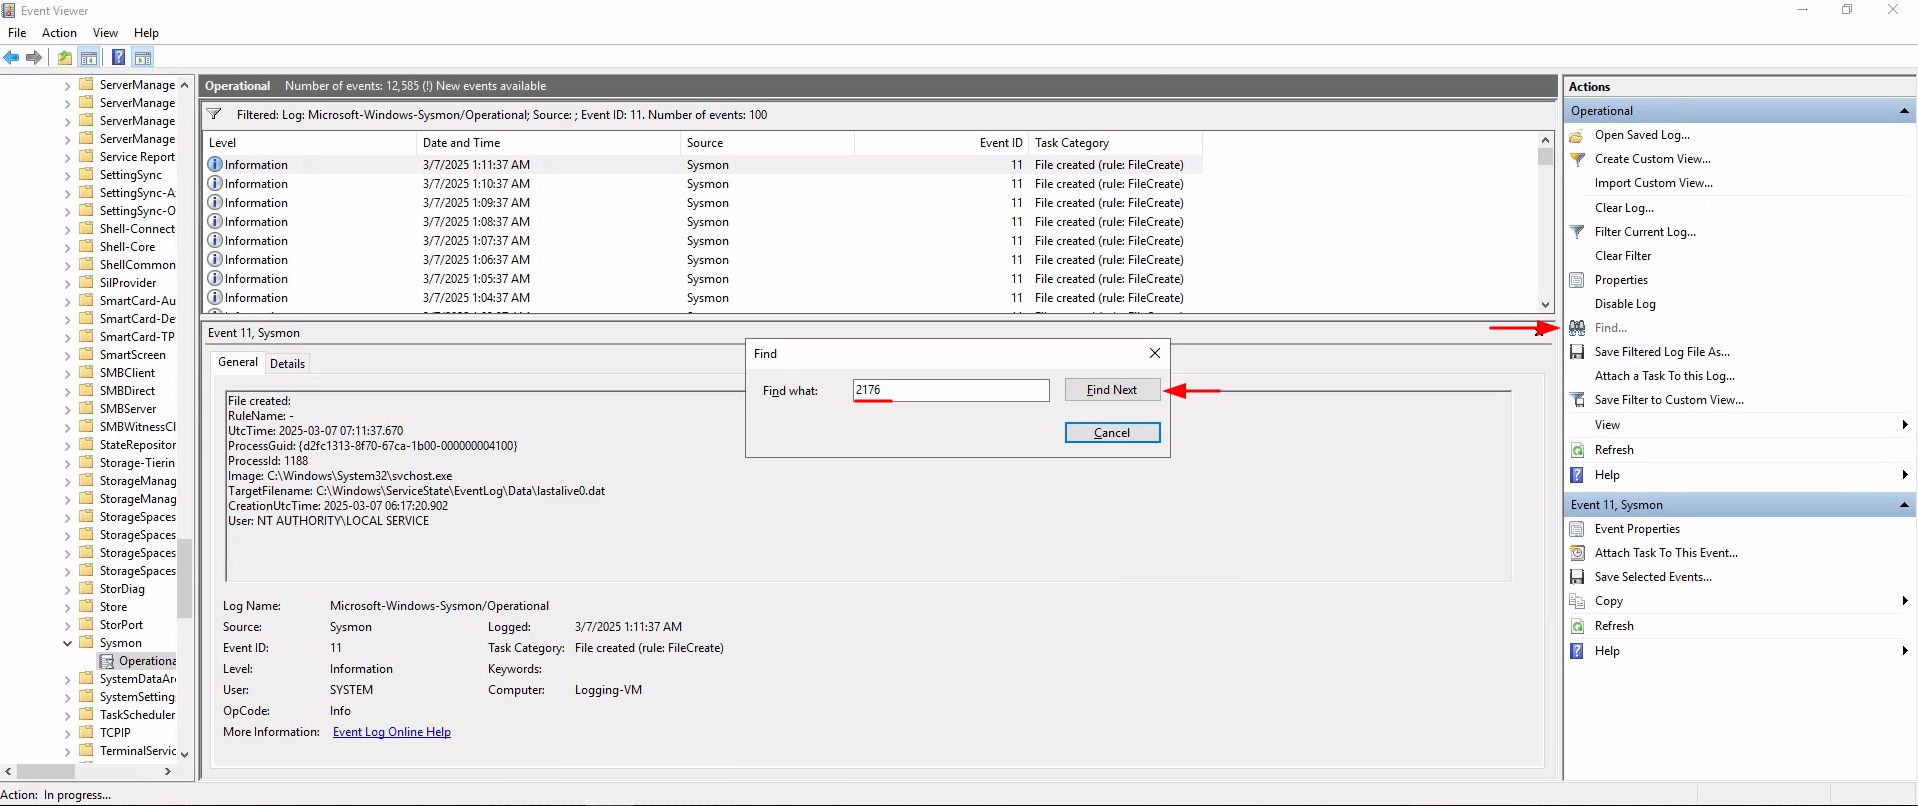 Event Viewer
File Action View Help
ServerManage
ServerManage
ServerManage
ServerManage
Service Report
SettingSync
SettingSync-A
SettingSync-O
Shell-Connect
Shell-Core
ShellCommon
SilProvider
SmartCard-Au
SmartCard-De
SmartCard-TP
SmartScreen
SMBClient
SMBDirect
SMBServer
SMBWitnessCl
StateRepositor
Storage-Tierin
StorageManag
StorageManag
StorageSpaces
StorageSpaces
StorageSpaces
StorageSpaces
StorDiag
Store
StorPort
Sysmon
Operationa
SystemDataAr
SystemSetting
TaskScheduler
TCPIP
TerminalServic
Operational Number of events: 12,585 (!) New events available
Filtered: Log: Microsoft-Windows-Sysmon/Operational; Source: ; Event ID: 11. Number of events: 100
Level Date and Time Source Event ID Task Category
Information 3/7/2025 1:11:37 AM Sysmon 11 File created (rule: FileCreate)
Information 3/7/2025 1:10:37 AM Sysmon 11 File created (rule: FileCreate)
Information 3/7/2025 1:09:37 AM Sysmon 11 File created (rule: FileCreate)
Information 3/7/2025 1:08:37 AM Sysmon 11 File created (rule: FileCreate)
Information 3/7/2025 1:07:37 AM Sysmon 11 File created (rule: FileCreate)
Information 3/7/2025 1:06:37 AM Sysmon 11 File created (rule: FileCreate)
Information 3/7/2025 1:05:37 AM Sysmon 11 File created (rule: FileCreate)
Information 3/7/2025 1:04:37 AM Sysmon 11 File created (rule: FileCreate)
Event 11, Sysmon
General Details
File created:
RuleName: -
UtcTime: 2025-03-07 07:11:37.670
ProcessGuid: {d2fc1313-8f70-67ca-1b00-000000004100}
ProcessId: 1188
Image: C:\Windows\System32\svchost.exe
TargetFilename: C:\Windows\ServiceState\EventLog\Data\lastalive0.dat
CreationUtcTime: 2025-03-07 06:17:20.902
User: NT AUTHORITY\LOCAL SERVICE
Log Name: Microsoft-Windows-Sysmon/Operational
Source: Sysmon Logged: 3/7/2025 1:11:37 AM
Event ID: 11 Task Category: File created (rule: FileCreate)
Level: Information Keywords:
User: SYSTEM Computer: Logging-VM
OpCode: Info
More Information: Event Log Online Help
Find
Find what: 2176 Find Next
Cancel
Actions
Operational
Open Saved Log...
Create Custom View...
Import Custom View...
Clear Log...
Filter Current Log...
Clear Filter
Properties
Disable Log
Find...
Save Filtered Log File As...
Attach a Task To this Log...
Save Filter to Custom View...
View
Refresh
Help
Event 11, Sysmon
Event Properties
Attach Task To This Event...
Save Selected Events...
Copy
Refresh
Help
Action: In progress...